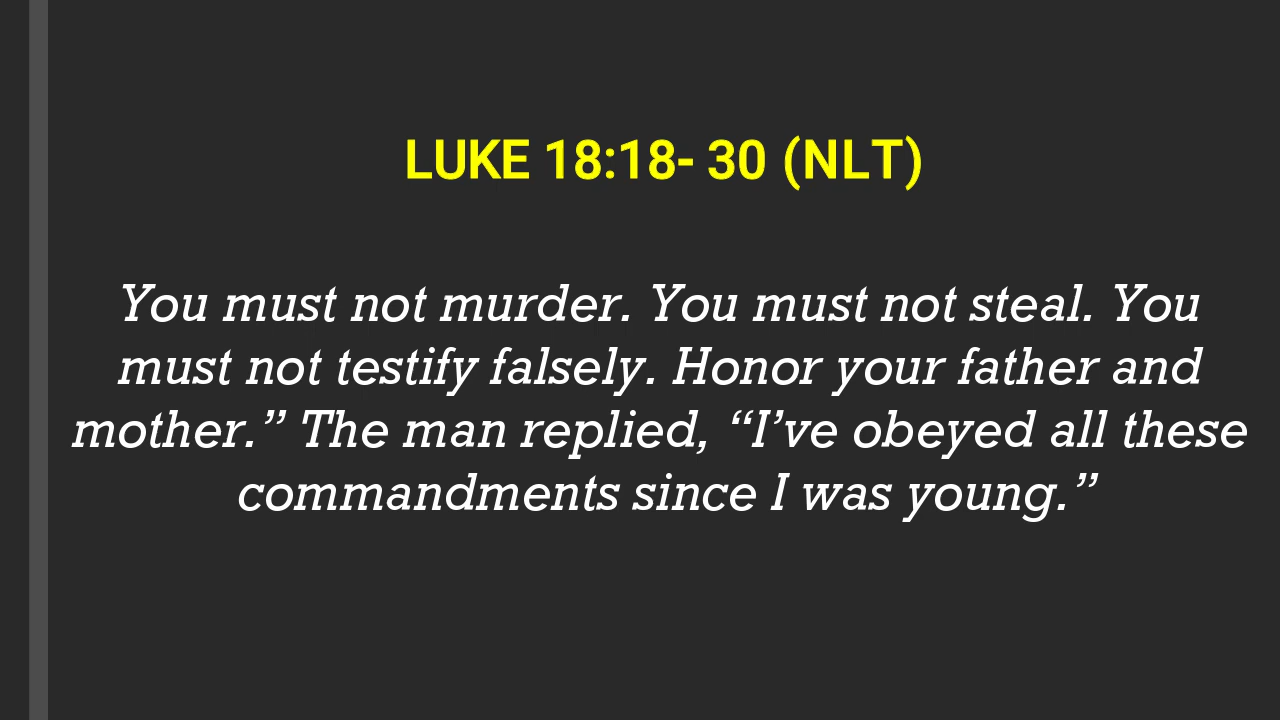 LUKE 18:18- 30 (NLT)
You must not murder. You must not steal. You
must not testify falsely. Honor your father and
mother.” The man replied, “I’ve obeyed all these
commandments since I was young.”